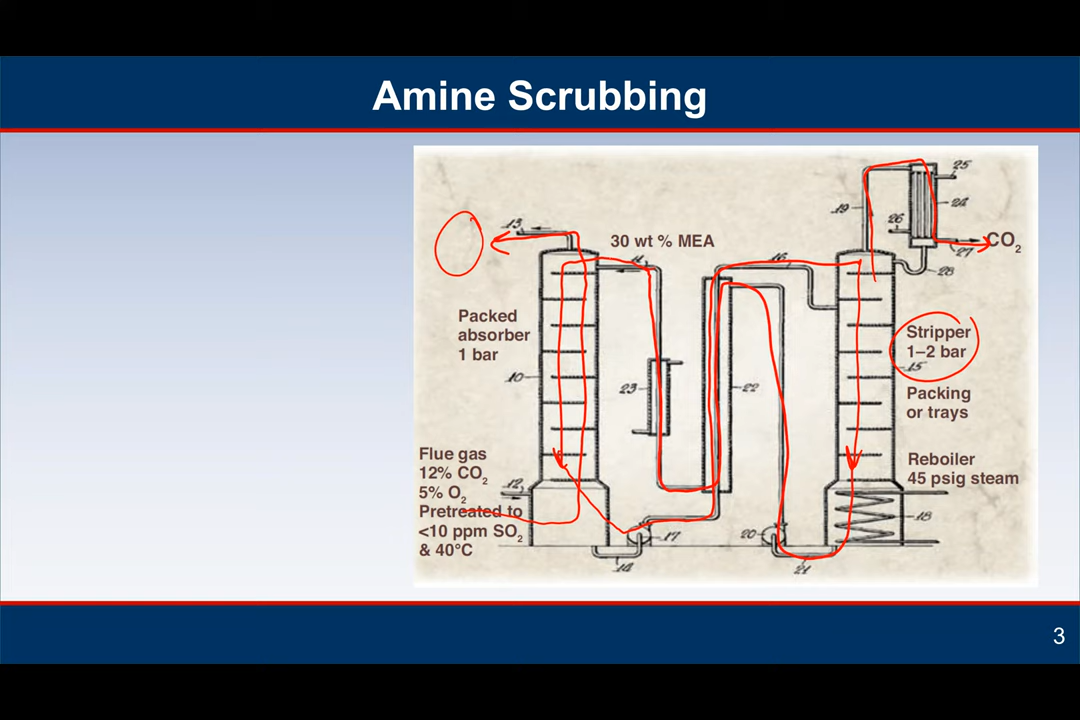 Amine Scrubbing
25
19
24
13
26
CO2
30 wt % MEA
27
11
16
28
Packed
absorber
1 bar
Stripper
1–2 bar
15
10
23
22
Packing
or trays
Flue gas
12% CO2
5% O2
Pretreated to
<10 ppm SO2
& 40°C
12
Reboiler
45 psig steam
18
17
20
14
21
3